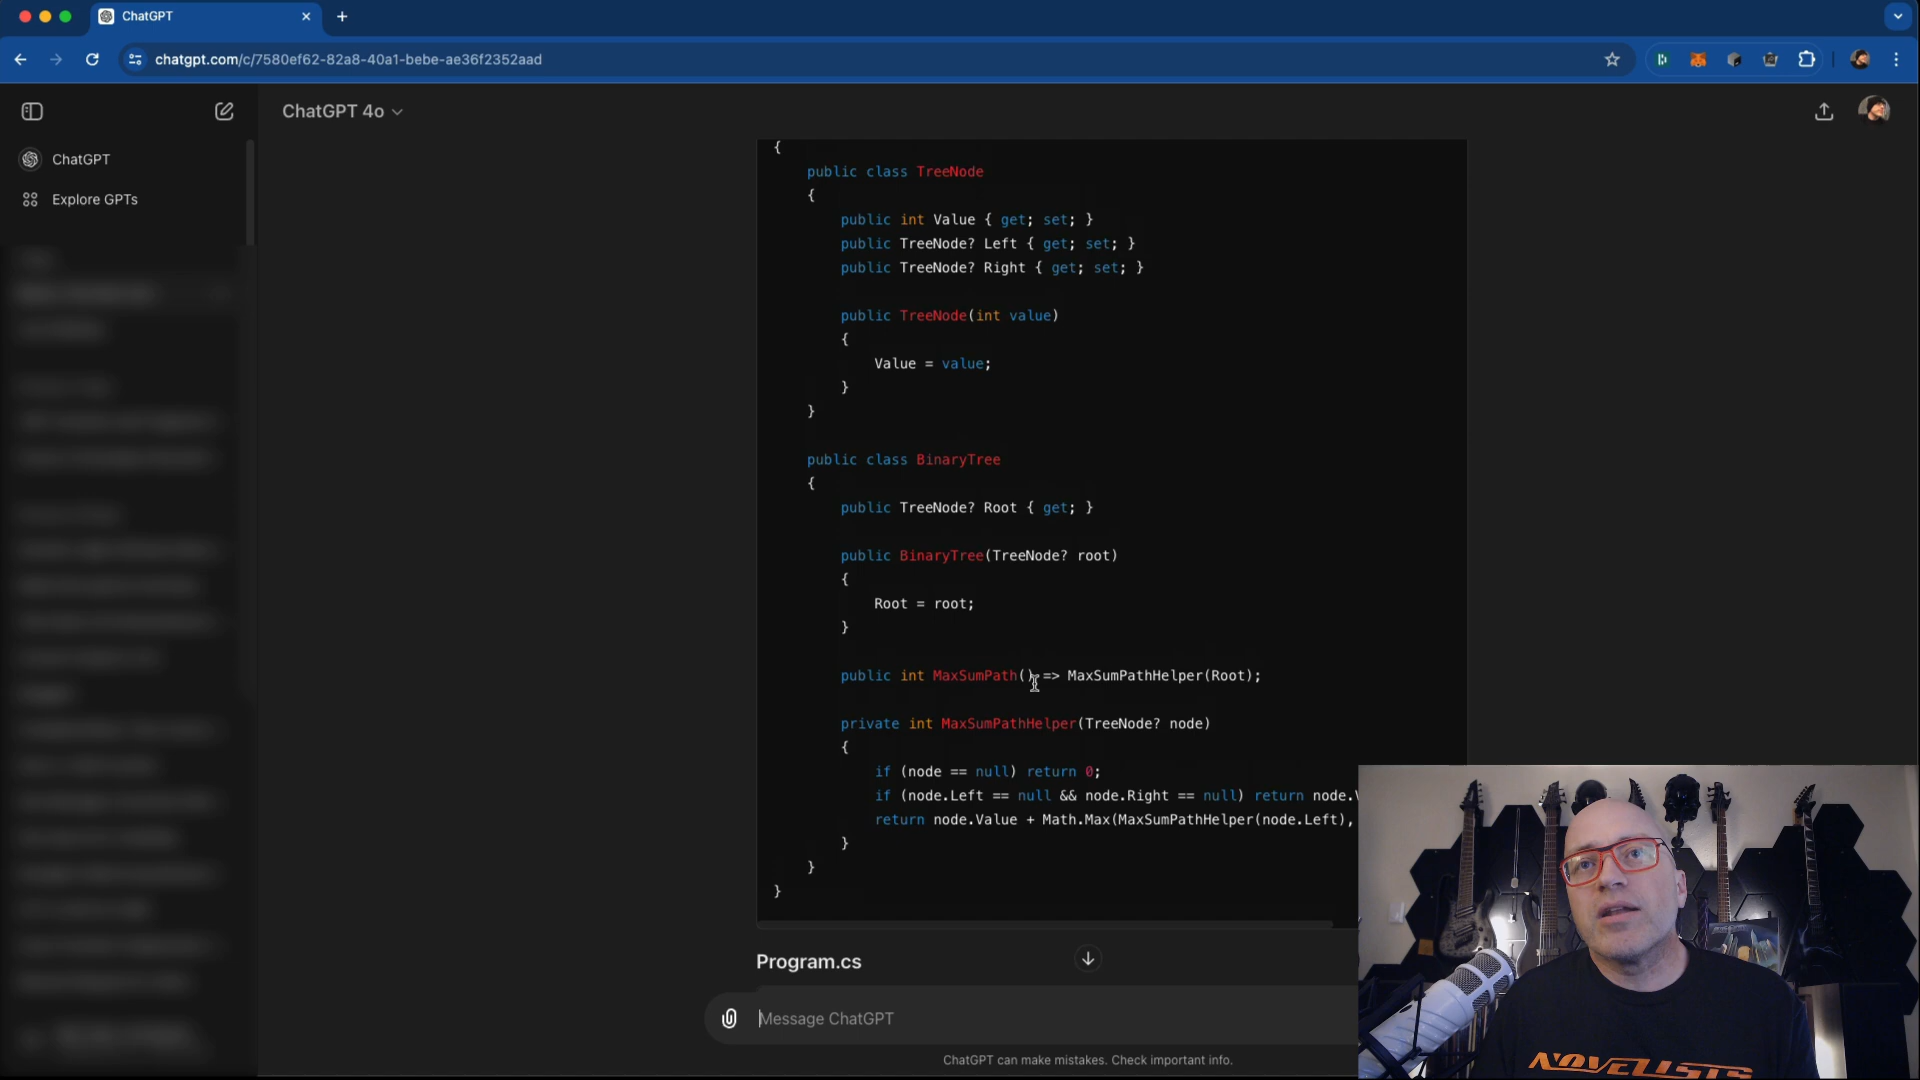 ChatGPT
chatgpt.com/c/7580ef62-82a8-40a1-bebe-ae36f2352aad
ChatGPT 4o
ChatGPT
Explore GPTs
{
public class TreeNode
{
public int Value { get; set; }
public TreeNode? Left { get; set; }
public TreeNode? Right { get; set; }
public TreeNode(int value)
{
Value = value;
}
}
public class BinaryTree
{
public TreeNode? Root { get; }
public BinaryTree(TreeNode? root)
{
Root = root;
}
public int MaxSumPath() => MaxSumPathHelper(Root);
private int MaxSumPathHelper(TreeNode? node)
{
if (node == null) return 0;
if (node.Left == null && node.Right == null) return node.
return node.Value + Math.Max(MaxSumPathHelper(node.Left),
}
}
}
Program.cs
Message ChatGPT
ChatGPT can make mistakes. Check important info.
NOVELISTS